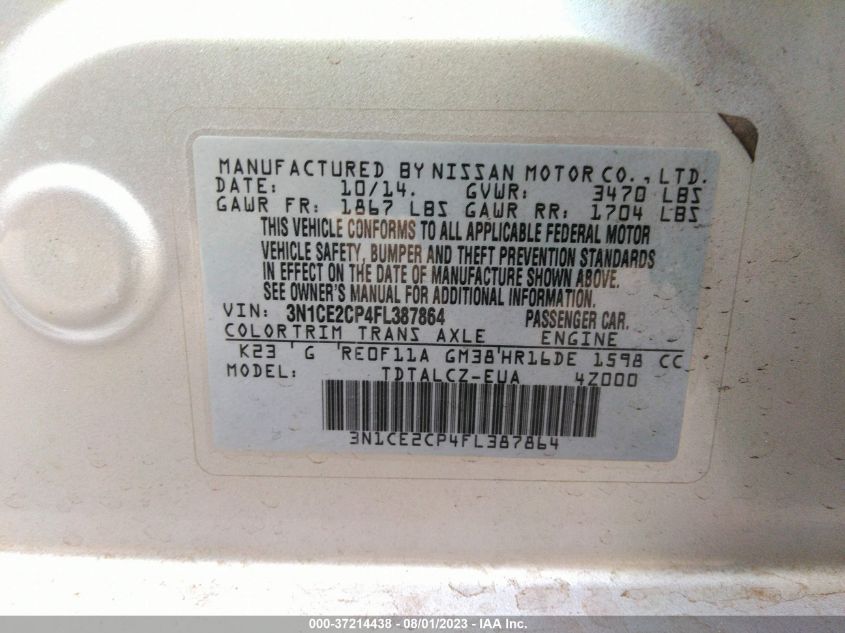 MANUFACTURED BY NISSAN MOTOR CO., LTD.
DATE: 10/14. GVWR: 3470 LBS
GAWR FR: 1867 LBS GAWR RR: 1704 LBS
THIS VEHICLE CONFORMS TO ALL APPLICABLE FEDERAL MOTOR
VEHICLE SAFETY, BUMPER AND THEFT PREVENTION STANDARDS
IN EFFECT ON THE DATE OF MANUFACTURE SHOWN ABOVE.
SEE OWNER'S MANUAL FOR ADDITIONAL INFORMATION.
VIN: 3N1CE2CP4FL387864 PASSENGER CAR.
COLORTRIM TRANS AXLE ENGINE
K23 ' G 'RE0F11A GM38'HR16DE 1598 CC
MODEL: TDTALCZ-EUA 4Z000
3N1CE2CP4FL387864
000-37214438 - 08/01/2023 - IAA Inc.